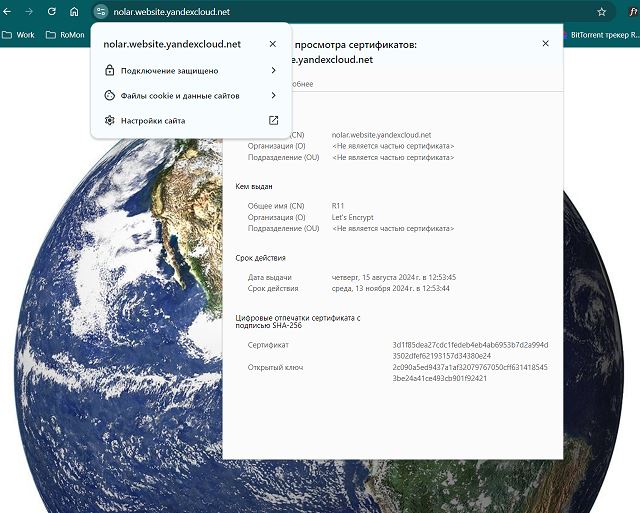 nolar.website.yandexcloud.net
Work
RoMon
BitTorrent трекер R...
nolar.website.yandexcloud.net
Подключение защищено
Файлы cookie и данные сайтов
Настройки сайта
просмотра сертификатов:
e.yandexcloud.net
обнее
(CN) nolar.website.yandexcloud.net
Организация (O) <Не является частью сертификата>
Подразделение (OU) <Не является частью сертификата>
Кем выдан
Общее имя (CN) R11
Организация (O) Let's Encrypt
Подразделение (OU) <Не является частью сертификата>
Срок действия
Дата выдачи четверг, 15 августа 2024 г. в 12:53:45
Срок действия среда, 13 ноября 2024 г. в 12:53:44
Цифровые отпечатки сертификата с
подписью SHA-256
Сертификат 3d1f85dea27cdc1fedeb4eb4ab6953b7d2a994d
3502dfef62193157d34380e24
Открытый ключ 2c090a5ed9437a1af32079767050cff631418545
3be24a41ce493cb901f92421